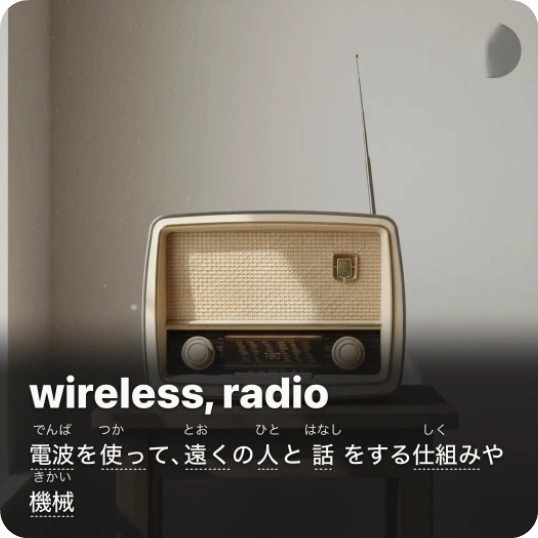 wireless, radio
でんぱ つか とお ひと はなし しく
電波を使って、遠くの人と 話 をする仕組みや
きかい
機械